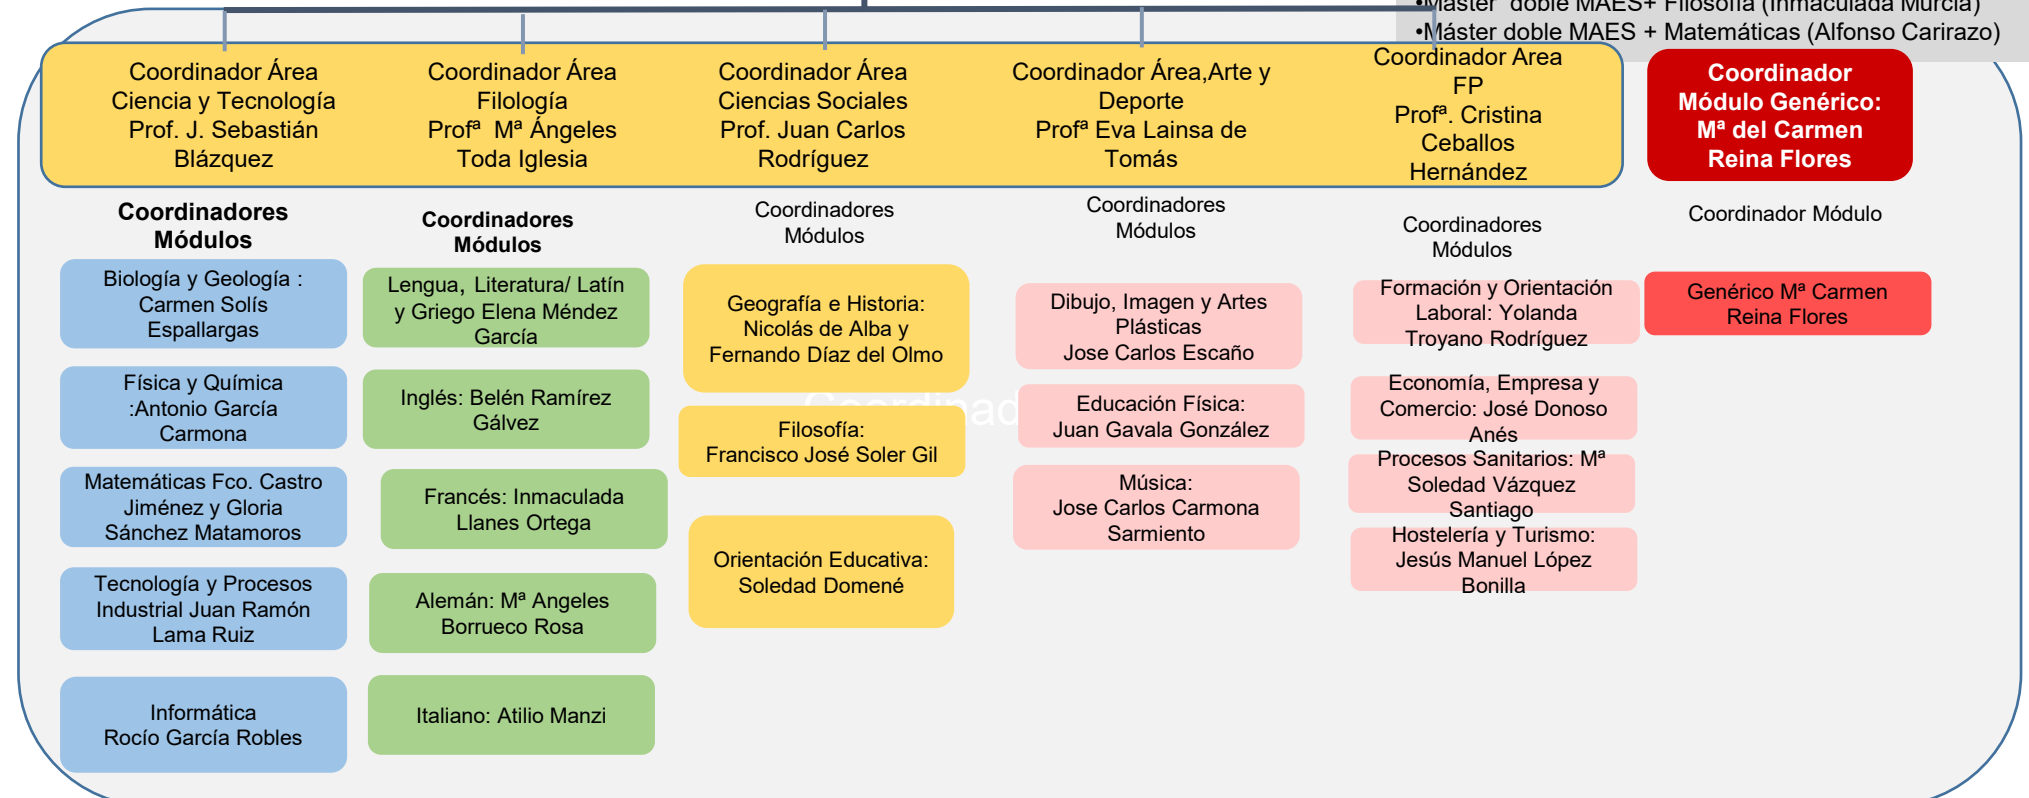 •Máster doble MAES+ Filosofía (Inmaculada Murcia)
•Máster doble MAES + Matemáticas (Alfonso Carirazo)
Coordinador Área
Ciencia y Tecnología
Prof. J. Sebastián
Blázquez
Coordinador Área
Filología
Profª Mª Ángeles
Toda Iglesia
Coordinador Área
Ciencias Sociales
Prof. Juan Carlos
Rodríguez
Coordinador Área,Arte y
Deporte
Profª Eva Lainsa de
Tomás
Coordinador Area
FP
Profª. Cristina
Ceballos
Hernández
Coordinador
Módulo Genérico:
Mª del Carmen
Reina Flores
Coordinadores
Módulos
Biología y Geología :
Carmen Solís
Espallargas
Física y Química
:Antonio García
Carmona
Matemáticas Fco. Castro
Jiménez y Gloria
Sánchez Matamoros
Tecnología y Procesos
Industrial Juan Ramón
Lama Ruiz
Informática
Rocío García Robles
Coordinadores
Módulos
Lengua, Literatura/ Latín
y Griego Elena Méndez
García
Inglés: Belén Ramírez
Gálvez
Francés: Inmaculada
Llanes Ortega
Alemán: Mª Angeles
Borrueco Rosa
Italiano: Atilio Manzi
Coordinadores
Módulos
Geografía e Historia:
Nicolás de Alba y
Fernando Díaz del Olmo
Filosofía:
Francisco José Soler Gil
Orientación Educativa:
Soledad Domené
Coordinadores
Módulos
Dibujo, Imagen y Artes
Plásticas
Jose Carlos Escaño
Educación Física:
Juan Gavala González
Música:
Jose Carlos Carmona
Sarmiento
Coordinadores
Módulos
Formación y Orientación
Laboral: Yolanda
Troyano Rodríguez
Economía, Empresa y
Comercio: José Donoso
Anés
Procesos Sanitarios: Mª
Soledad Vázquez
Santiago
Hostelería y Turismo:
Jesús Manuel López
Bonilla
Coordinador Módulo
Genérico Mª Carmen
Reina Flores